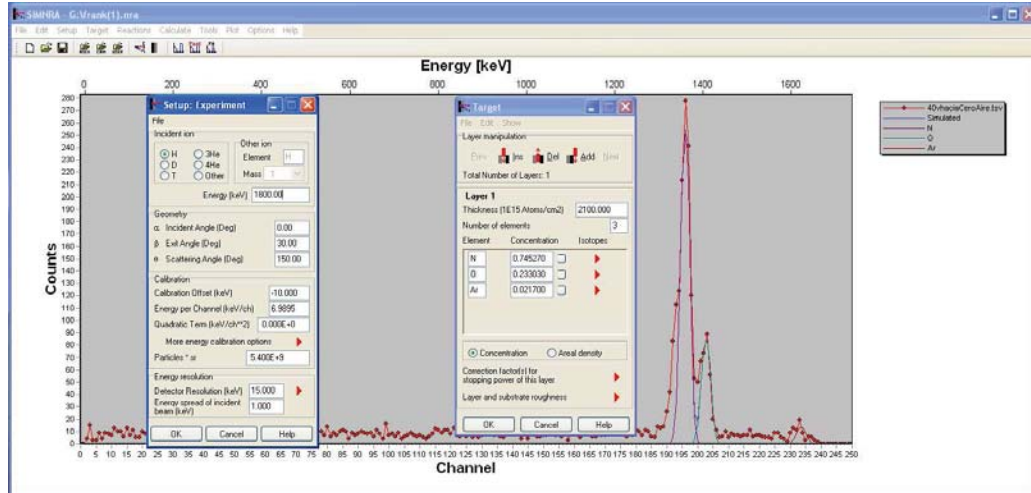 SIMNRA - G:\frank(1).nra
File Edit Setup Target Reactions Calculate Tools Plot Options Help
Energy [keV]
0 200 400 600 800 1000 1200 1400 1600
Counts
280
270
260
250
240
230
220
210
200
190
180
170
160
150
140
130
120
110
100
90
80
70
60
50
40
30
20
10
0
0 5 10 15 20 25 30 35 40 45 50 55 60 65 70 75 80 85 90 95 100 105 110 115 120 125 130 135 140 145 150 155 160 165 170 175 180 185 190 195 200 205 210 215 220 225 230 235 240 245 250
Channel
Setup: Experiment
File
Incident ion
H 3He
D 4He
T Other
Other ion
Element H
Mass 1
Energy (keV) 1800.00
Geometry
α Incident Angle (Deg) 0.00
β Exit Angle (Deg) 30.00
θ Scattering Angle (Deg) 150.00
Calibration
Calibration Offset (keV) -10.000
Energy per Channel (keV/ch) 6.9895
Quadratic Term (keV/ch^2) 0.000E+0
More energy calibration options
Particles * sr 5.400E+9
Energy resolution
Detector Resolution (keV) 15.000
Energy spread of incident
beam (keV) 1.000
OK Cancel Help
Target
File Edit Show
Layer manipulation
Prev Ins Del Add Next
Total Number of Layers: 1
Layer 1
Thickness (1E15 Atoms/cm2) 2100.000
Number of elements 3
Element Concentration Isotopes
N 0.745270
O 0.233030
Ar 0.021700
Concentration Areal density
Correction factor(s) for
stopping power of this layer
Layer and substrate roughness
OK Cancel Help
40vhaciaCeroAire.tsv
Simulated
N
O
Ar